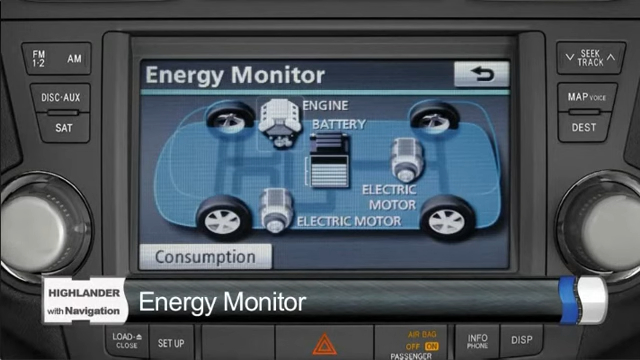 FM
1·2
AM
SEEK
TRACK
Energy Monitor
DISC·AUX
MAP VOICE
ENGINE
BATTERY
SAT
DEST
ELECTRIC
MOTOR
ELECTRIC MOTOR
Consumption
HIGHLANDER
with Navigation
Energy Monitor
LOAD·⏏
CLOSE
SET UP
AIR BAG
OFF ON
PASSENGER
INFO
PHONE
DISP